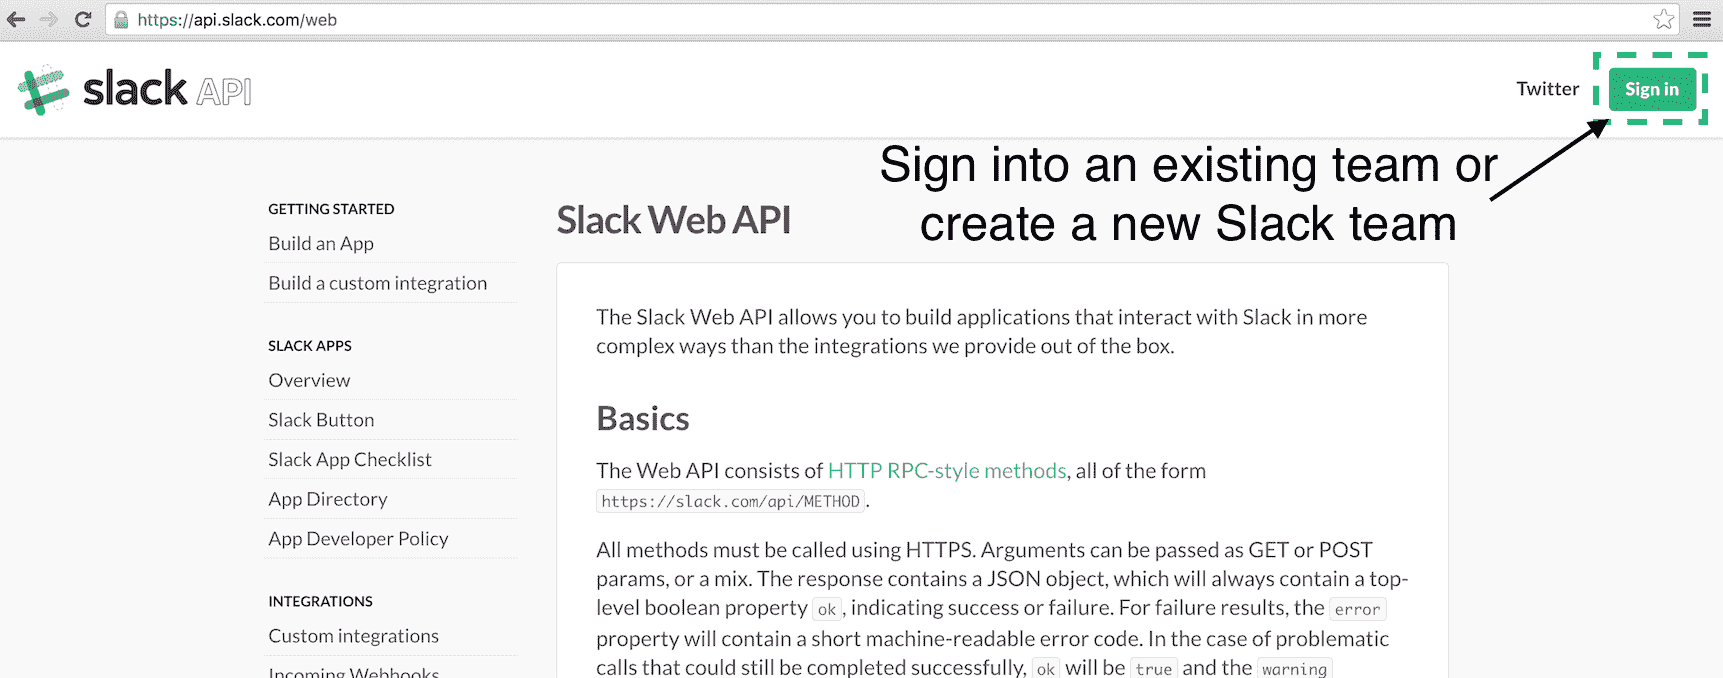 https://api.slack.com/web
slack API
Twitter
Sign in
Sign into an existing team or
create a new Slack team
GETTING STARTED
Build an App
Build a custom integration
SLACK APPS
Overview
Slack Button
Slack App Checklist
App Directory
App Developer Policy
INTEGRATIONS
Custom integrations
Incoming Webhooks
Slack Web API
The Slack Web API allows you to build applications that interact with Slack in more
complex ways than the integrations we provide out of the box.
Basics
The Web API consists of HTTP RPC-style methods, all of the form
https://slack.com/api/METHOD.
All methods must be called using HTTPS. Arguments can be passed as GET or POST
params, or a mix. The response contains a JSON object, which will always contain a top-
level boolean property ok, indicating success or failure. For failure results, the error
property will contain a short machine-readable error code. In the case of problematic
calls that could still be completed successfully, ok will be true and the warning